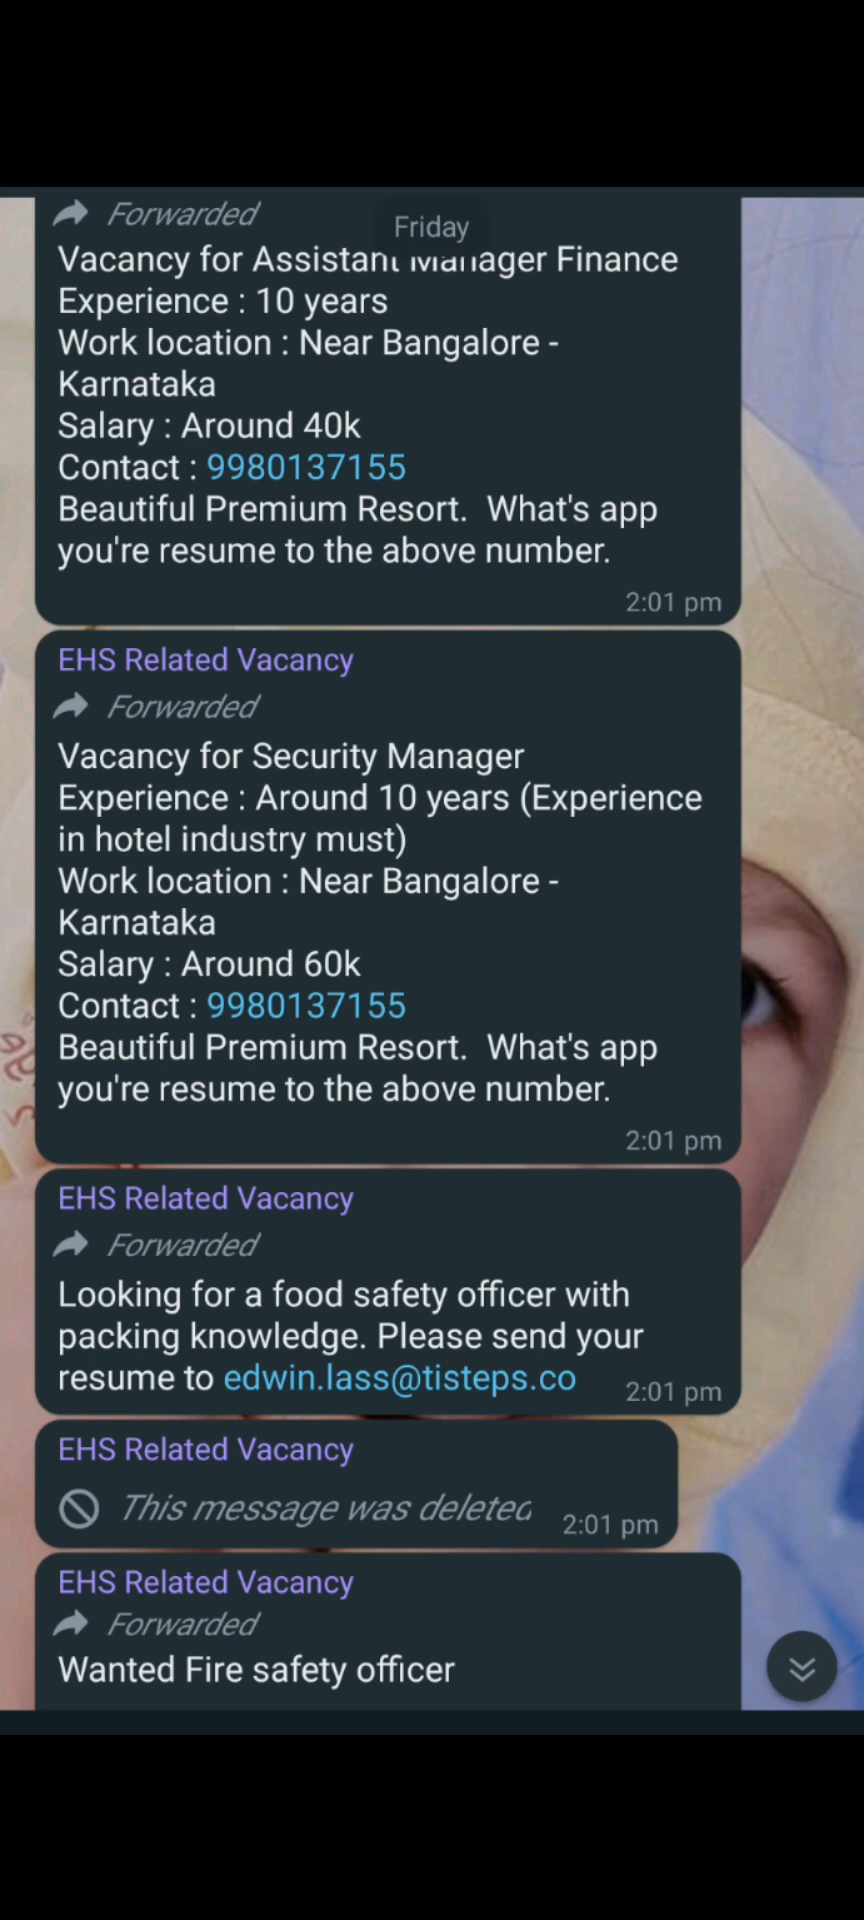 Forwarded
Friday
Vacancy for Assistant Manager Finance
Experience : 10 years
Work location : Near Bangalore -
Karnataka
Salary : Around 40k
Contact : 9980137155
Beautiful Premium Resort.  What's app
you're resume to the above number.
2:01 pm
EHS Related Vacancy
Forwarded
Vacancy for Security Manager
Experience : Around 10 years (Experience
in hotel industry must)
Work location : Near Bangalore -
Karnataka
Salary : Around 60k
Contact : 9980137155
Beautiful Premium Resort.  What's app
you're resume to the above number.
2:01 pm
EHS Related Vacancy
Forwarded
Looking for a food safety officer with
packing knowledge. Please send your
resume to edwin.lass@tisteps.co
2:01 pm
EHS Related Vacancy
This message was deleted
2:01 pm
EHS Related Vacancy
Forwarded
Wanted Fire safety officer